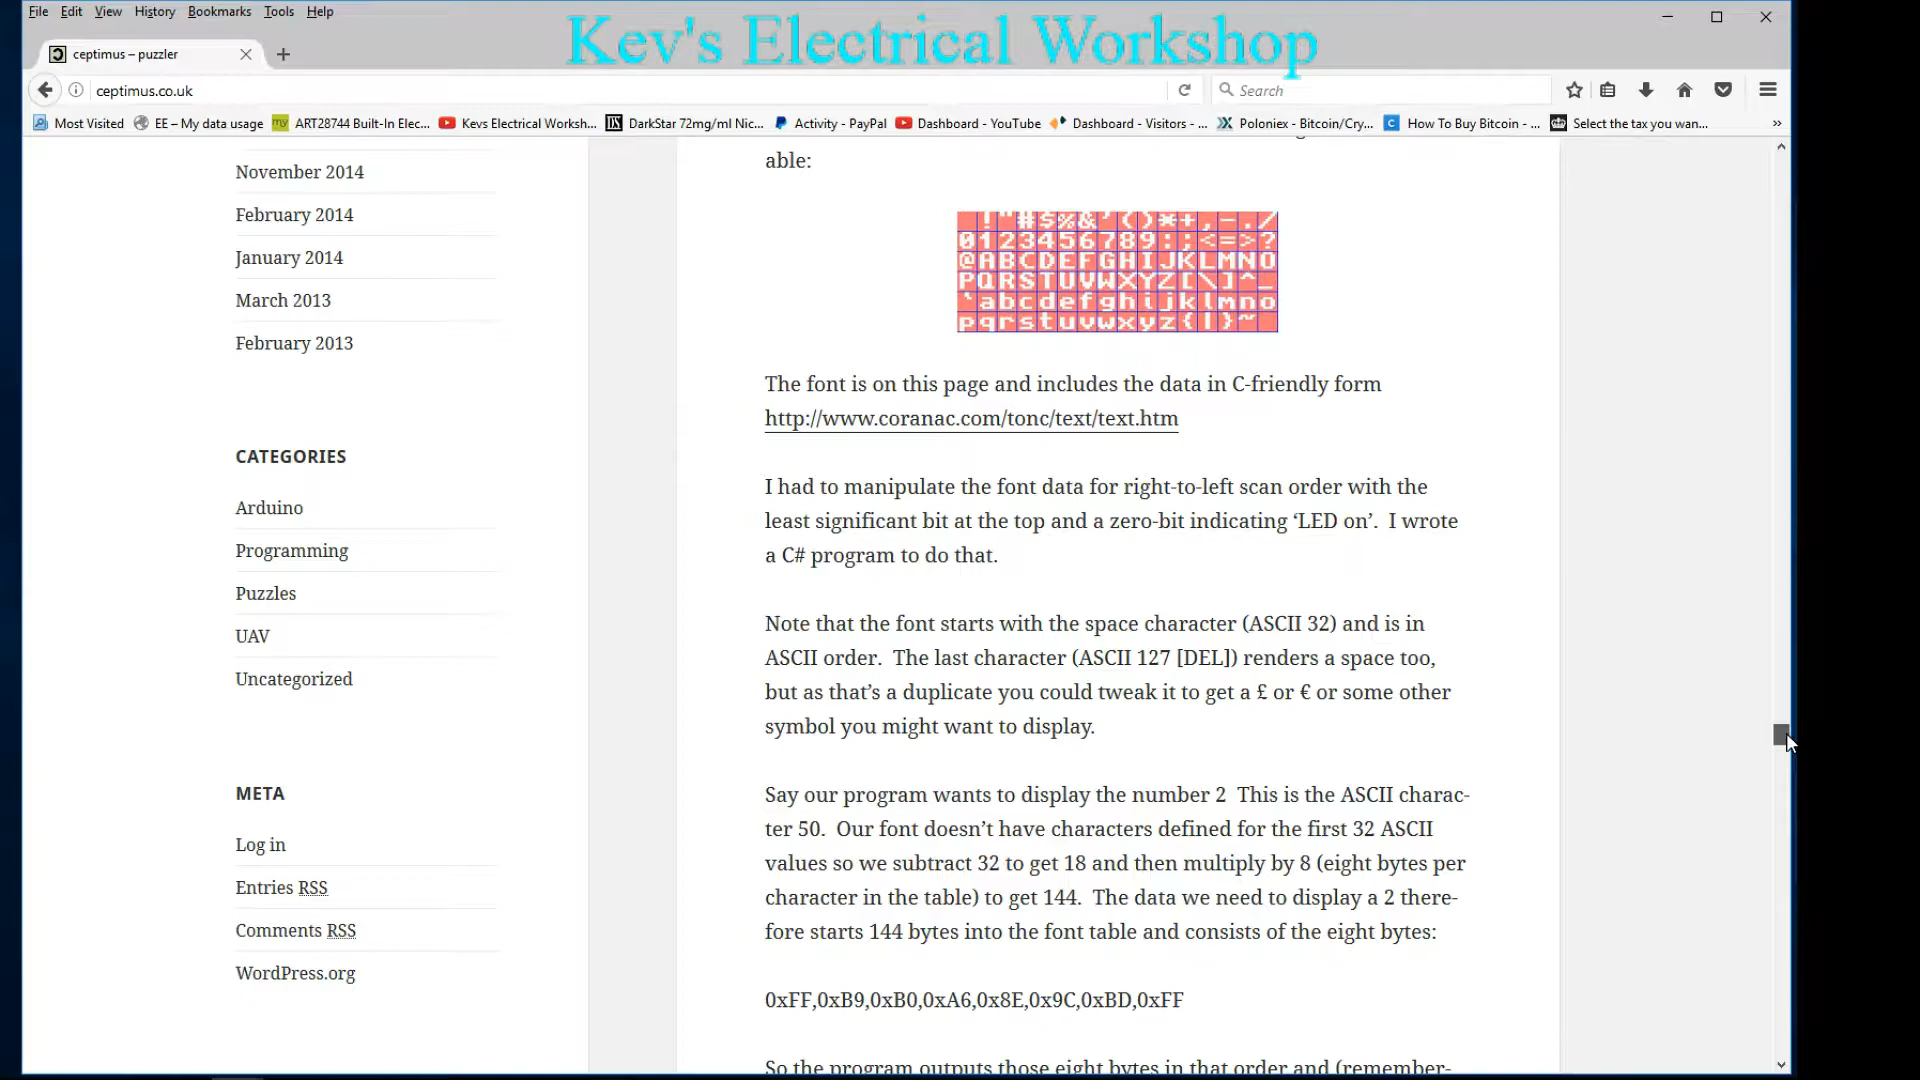 File Edit View History Bookmarks Tools Help
Kev's Electrical Workshop
ceptimus – puzzler
ceptimus.co.uk
Search
Most Visited EE – My data usage my ART28744 Built-In Elec... Kevs Electrical Worksh... DarkStar 72mg/ml Nic... Activity - PayPal Dashboard - YouTube Dashboard - Visitors - ... Poloniex - Bitcoin/Cry... C How To Buy Bitcoin - ... Select the tax you wan... »
November 2014
February 2014
January 2014
March 2013
February 2013
CATEGORIES
Arduino
Programming
Puzzles
UAV
Uncategorized
META
Log in
Entries RSS
Comments RSS
WordPress.org
able:
!"#$%&'()*+,-./
0123456789:;<=>?
@ABCDEFGHIJKLMNO
PQRSTUVWXYZ[\]^_
`abcdefghijklmno
pqrstuvwxyz{|}~
The font is on this page and includes the data in C-friendly form
http://www.coranac.com/tonc/text/text.htm
I had to manipulate the font data for right-to-left scan order with the
least significant bit at the top and a zero-bit indicating ‘LED on’. I wrote
a C# program to do that.
Note that the font starts with the space character (ASCII 32) and is in
ASCII order. The last character (ASCII 127 [DEL]) renders a space too,
but as that’s a duplicate you could tweak it to get a £ or € or some other
symbol you might want to display.
Say our program wants to display the number 2 This is the ASCII charac-
ter 50. Our font doesn’t have characters defined for the first 32 ASCII
values so we subtract 32 to get 18 and then multiply by 8 (eight bytes per
character in the table) to get 144. The data we need to display a 2 there-
fore starts 144 bytes into the font table and consists of the eight bytes:
0xFF,0xB9,0xB0,0xA6,0x8E,0x9C,0xBD,0xFF
So the program outputs those eight bytes in that order and (remember-